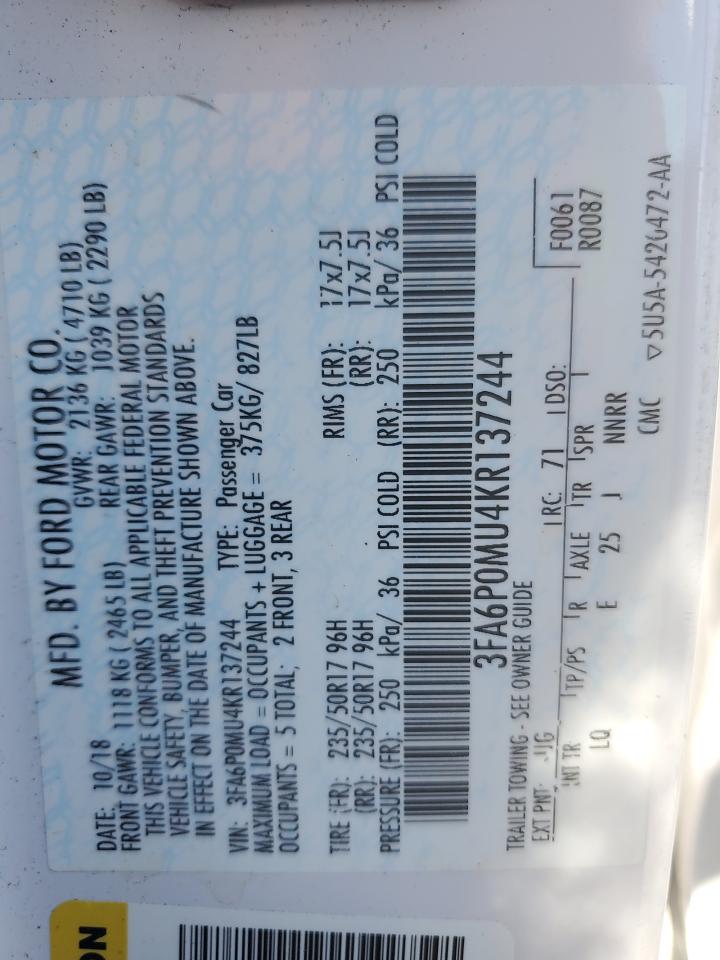 MFD. BY FORD MOTOR CO.
DATE: 10/18 GVWR: 2136 KG ( 4710 LB)
FRONT GAWR: 1118 KG ( 2465 LB) REAR GAWR: 1039 KG ( 2290 LB)
THIS VEHICLE CONFORMS TO ALL APPLICABLE FEDERAL MOTOR
VEHICLE SAFETY, BUMPER, AND THEFT PREVENTION STANDARDS
IN EFFECT ON THE DATE OF MANUFACTURE SHOWN ABOVE.
VIN: 3FA6P0MU4KR137244 TYPE: Passenger Car
MAXIMUM LOAD = OCCUPANTS + LUGGAGE = 375KG/ 827LB
OCCUPANTS = 5 TOTAL; 2 FRONT, 3 REAR
TIRE (FR): 235/50R17 96H RIMS (FR): 17x7.5J
(RR): 235/50R17 96H (RR): 17x7.5J
PRESSURE (FR): 250 kPa/ 36 PSI COLD (RR): 250 kPa/ 36 PSI COLD
3FA6P0MU4KR137244
TRAILER TOWING - SEE OWNER GUIDE
F0061
R0087
EXT PNT: UG RC: 71 DSO:
INT TR TP/PS R AXLE TR SPR
LQ E 25 J NNRR
CMC ▽5U5A-5426472-AA
ON